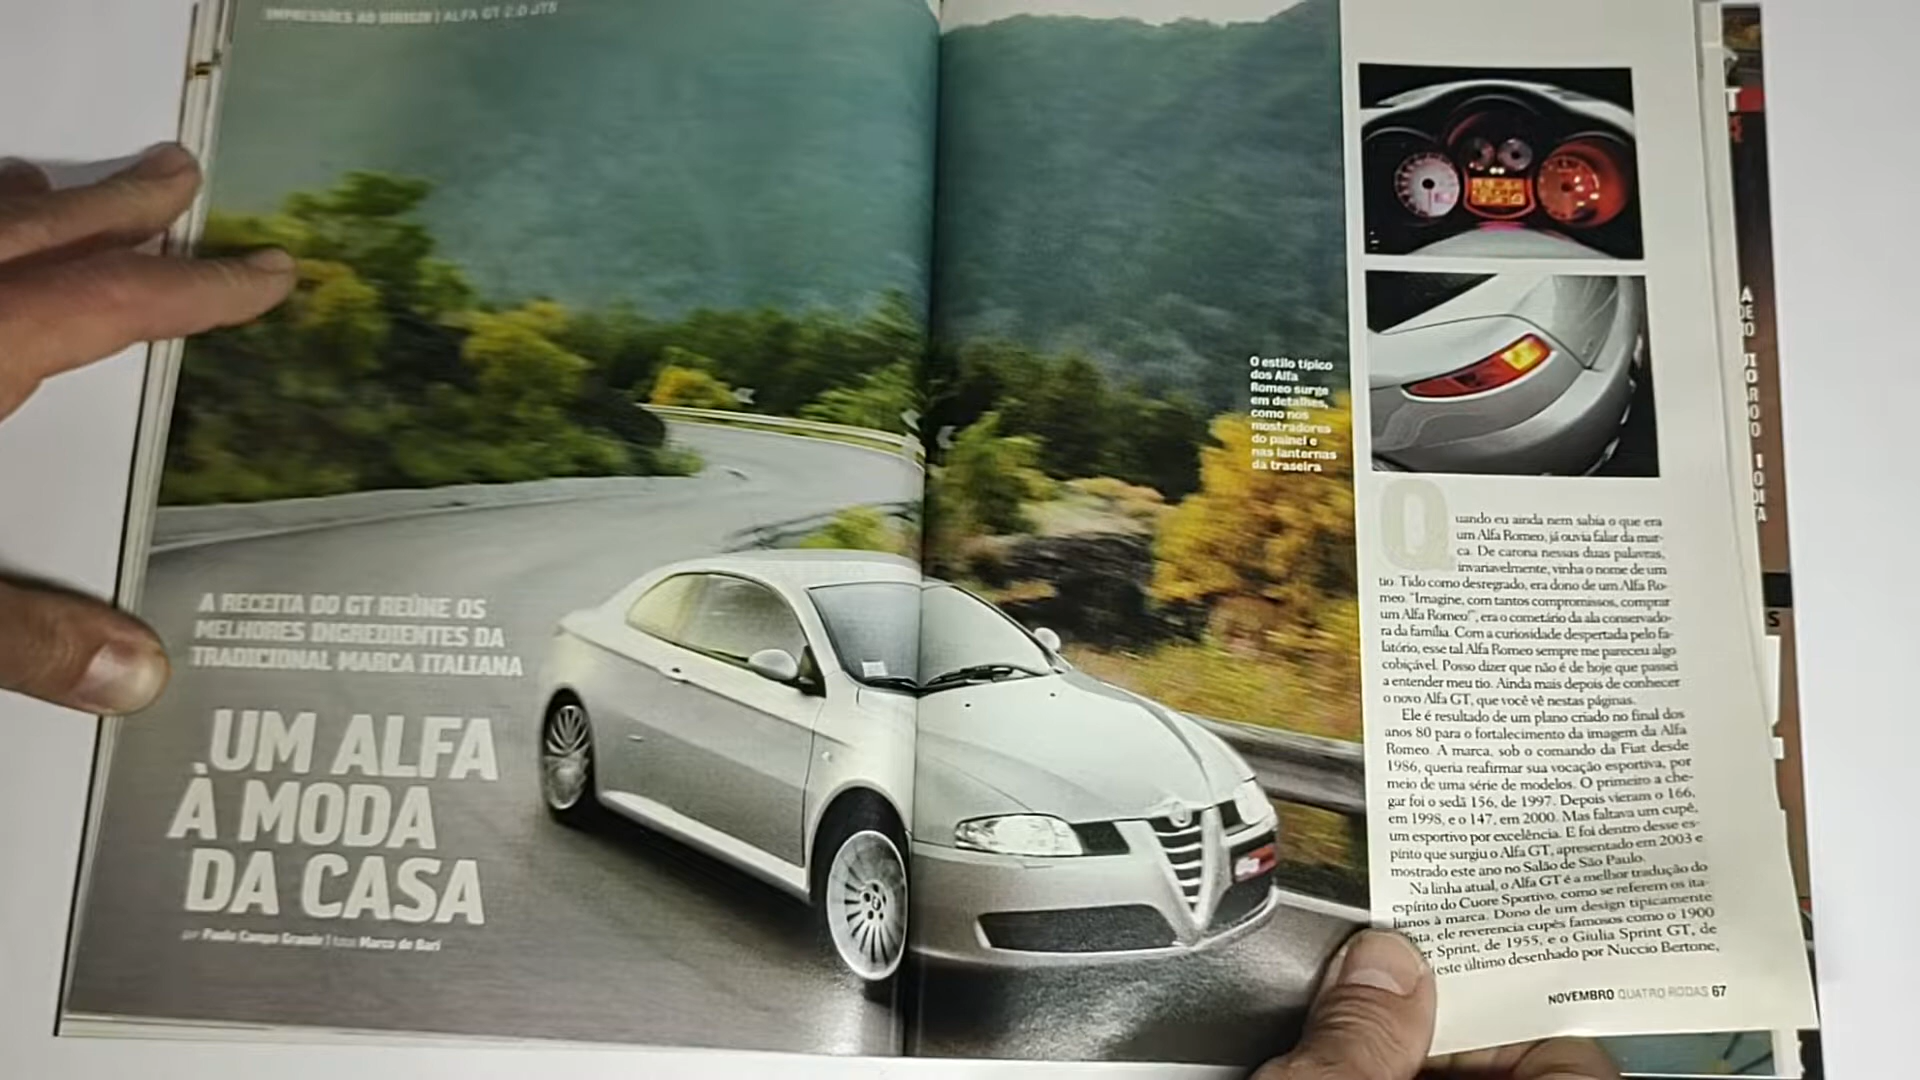 IMPRESSÕES AO DIRIGIR | ALFA GT 2.0 JTS
A RECEITA DO GT REÚNE OS
MELHORES INGREDIENTES DA
TRADICIONAL MARCA ITALIANA
UM ALFA
À MODA
DA CASA
por Paulo Campo Grande | fotos Marco de Bari
O estilo típico
dos Alfa
Romeo surge
em detalhes,
como nos
mostradores
do painel e
nas lanternas
da traseira
Quando eu ainda nem sabia o que era
um Alfa Romeo, já ouvia falar da mar-
ca. De carona nessas duas palavras,
invariavelmente, vinha o nome de um
tio. Tido como desregrado, era dono de um Alfa Ro-
meo. "Imagine, com tantos compromissos, comprar
um Alfa Romeo", era o cometário da ala conservado-
ra da família. Com a curiosidade despertada pelo fa-
latório, esse tal Alfa Romeo sempre me pareceu algo
cobiçável. Posso dizer que não é de hoje que passei
a entender meu tio. Ainda mais depois de conhecer
o novo Alfa GT, que você vê nestas páginas.
Ele é resultado de um plano criado no final dos
anos 80 para o fortalecimento da imagem da Alfa
Romeo. A marca, sob o comando da Fiat desde
1986, queria reafirmar sua vocação esportiva, por
meio de uma série de modelos. O primeiro a che-
gar foi o sedã 156, de 1997. Depois vieram o 166,
em 1998, e o 147, em 2000. Mas faltava um cupê,
um esportivo por excelência. E foi dentro desse es-
pírito que surgiu o Alfa GT, apresentado em 2003 e
mostrado este ano no Salão de São Paulo.
Na linha atual, o Alfa GT é a melhor tradução do
espírito do Cuore Sportivo, como se referem os ita-
lianos à marca. Dono de um design tipicamente
ele reverencia cupês famosos como o 1900
Sprint, de 1955, e o Giulia Sprint GT, de
este último desenhado por Nuccio Bertone,
NOVEMBRO QUATRO RODAS 67